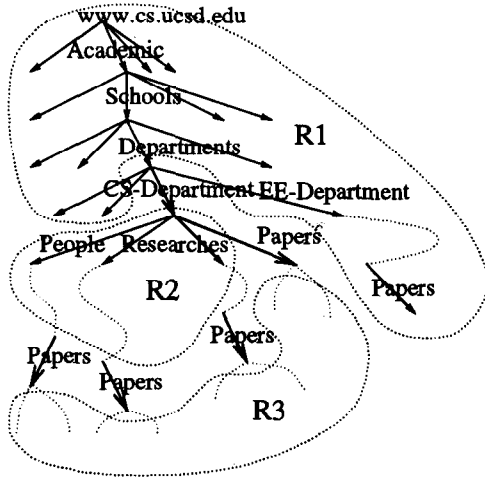 www.cs.ucsd.edu
Academic
Schools
R1
Departments
CS-Department EE-Department
People Researches Papers
R2
Papers
Papers
Papers
Papers
R3